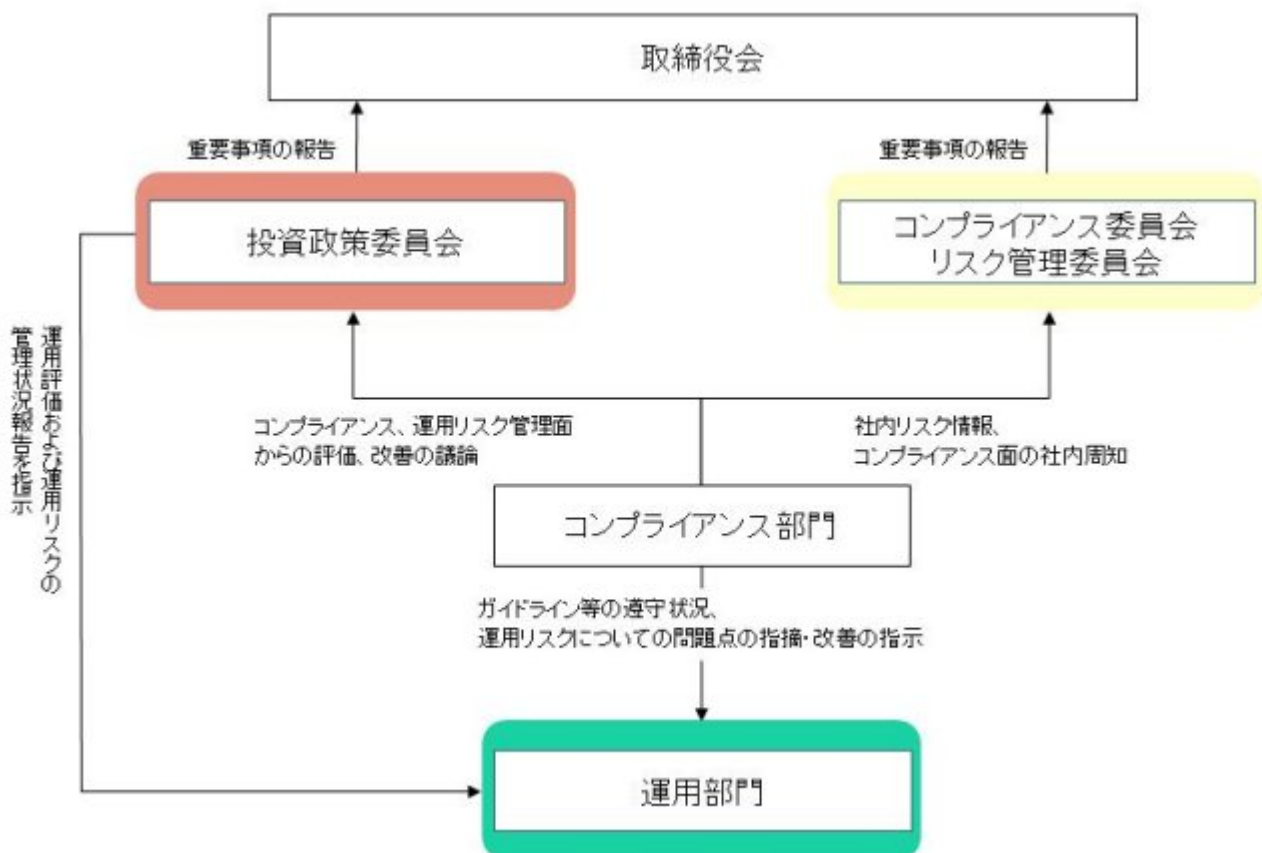 取締役会
重要事項の報告
重要事項の報告
投資政策委員会
コンプライアンス委員会
リスク管理委員会
運用評価および運用リスクの
管理状況報告を指示
コンプライアンス、運用リスク管理面
からの評価、改善の議論
社内リスク情報、
コンプライアンス面の社内周知
コンプライアンス部門
ガイドライン等の遵守状況、
運用リスクについての問題点の指摘・改善の指示
運用部門